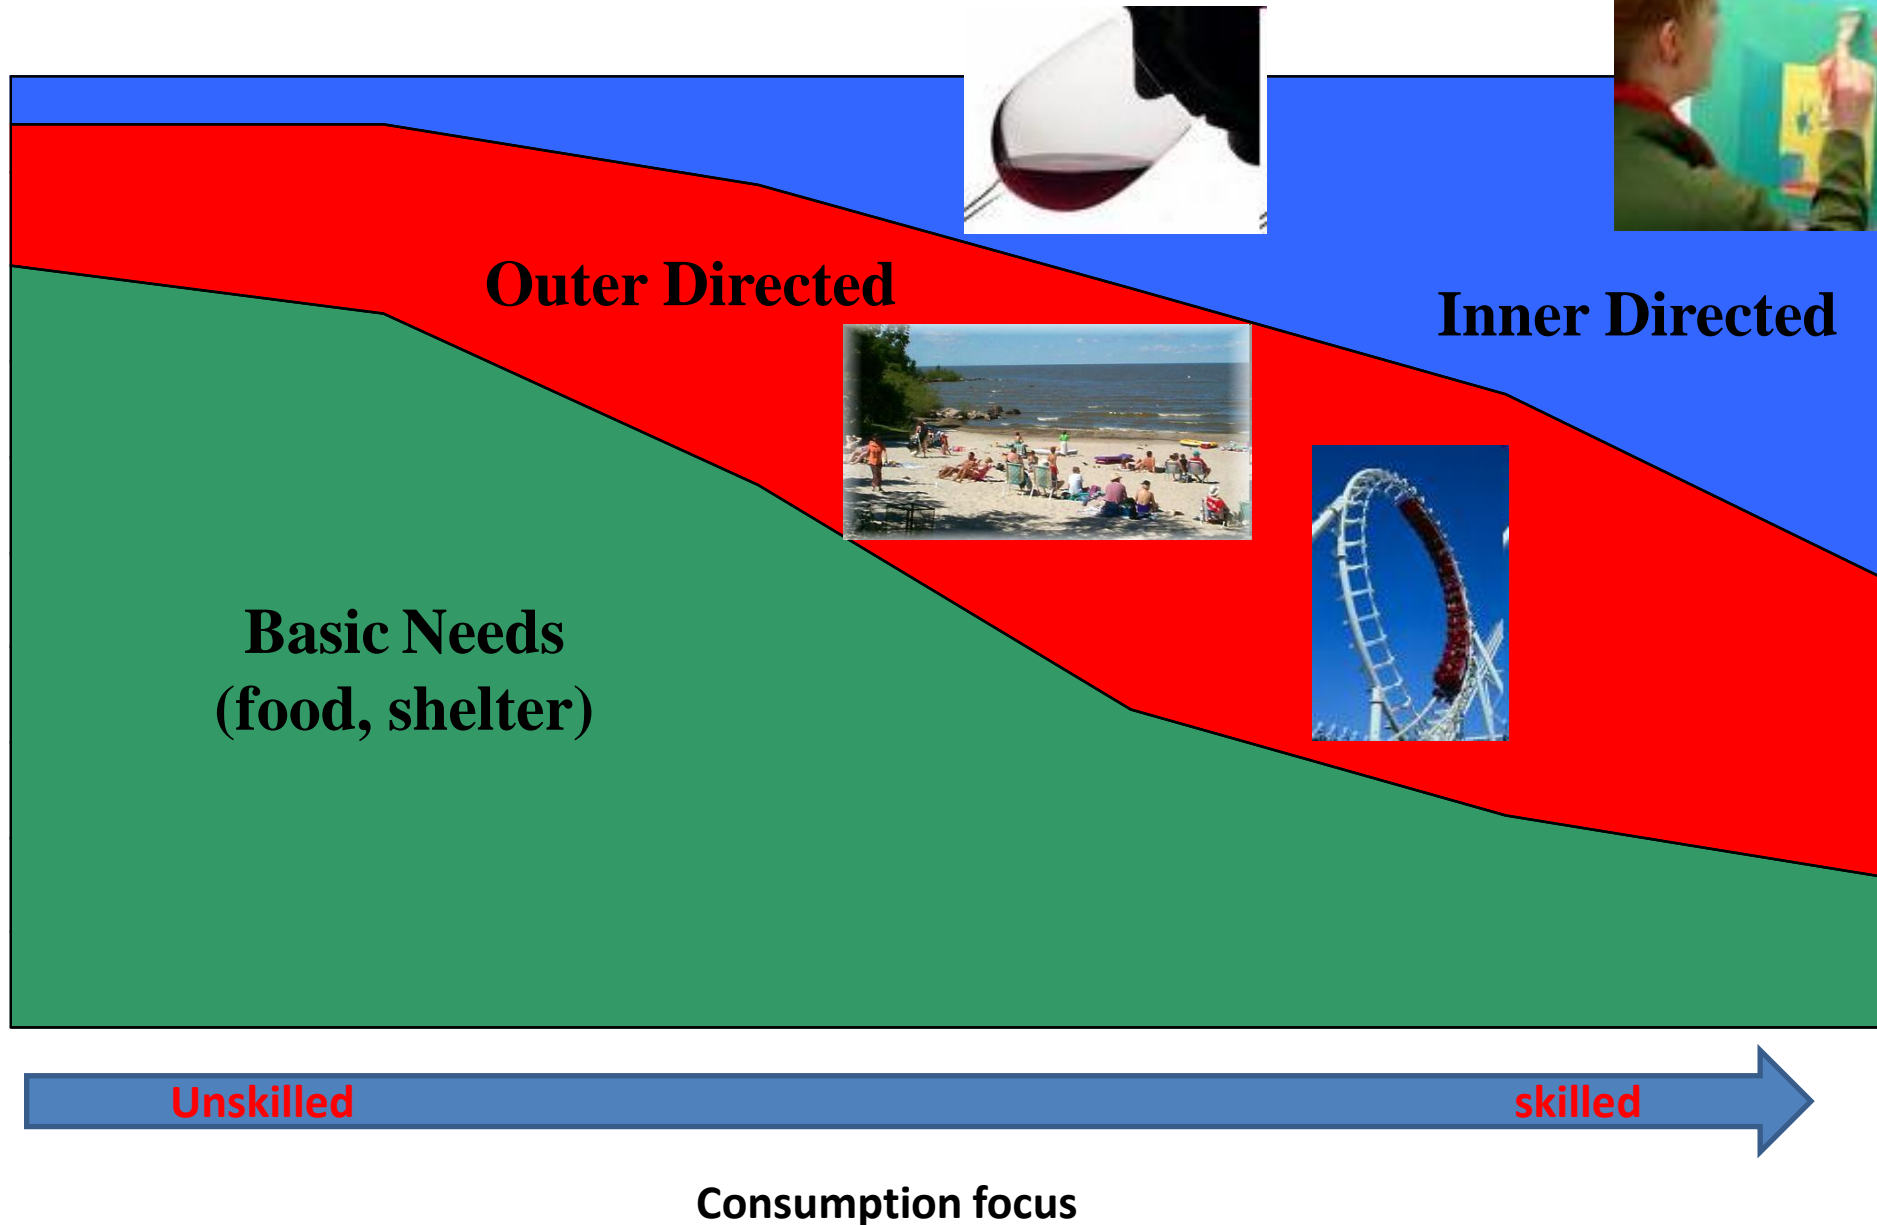 Outer Directed
Inner Directed
Basic Needs
(food, shelter)
Unskilled
skilled
Consumption focus